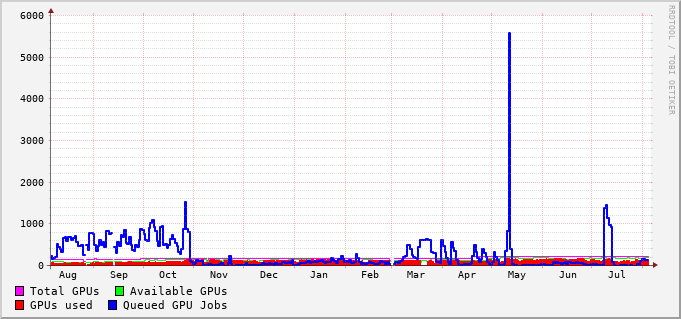 6000
5000
4000
3000
2000
1000
0
Aug Sep Oct Nov Dec Jan Feb Mar Apr May Jun Jul
Total GPUs Available GPUs
GPUs used Queued GPU Jobs
RRDTOOL / TOBI OETIKER